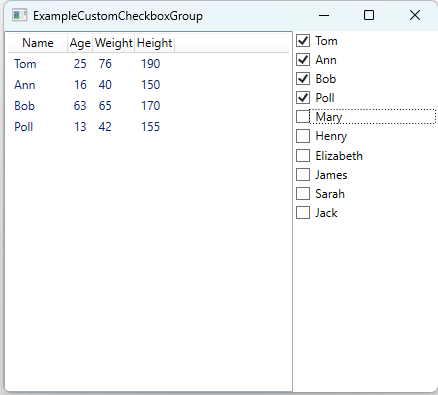 ExampleCustomCheckboxGroup
Name Age Weight Height
Tom 25 76 190
Ann 16 40 150
Bob 63 65 170
Poll 13 42 155
Tom
Ann
Bob
Poll
Mary
Henry
Elizabeth
James
Sarah
Jack